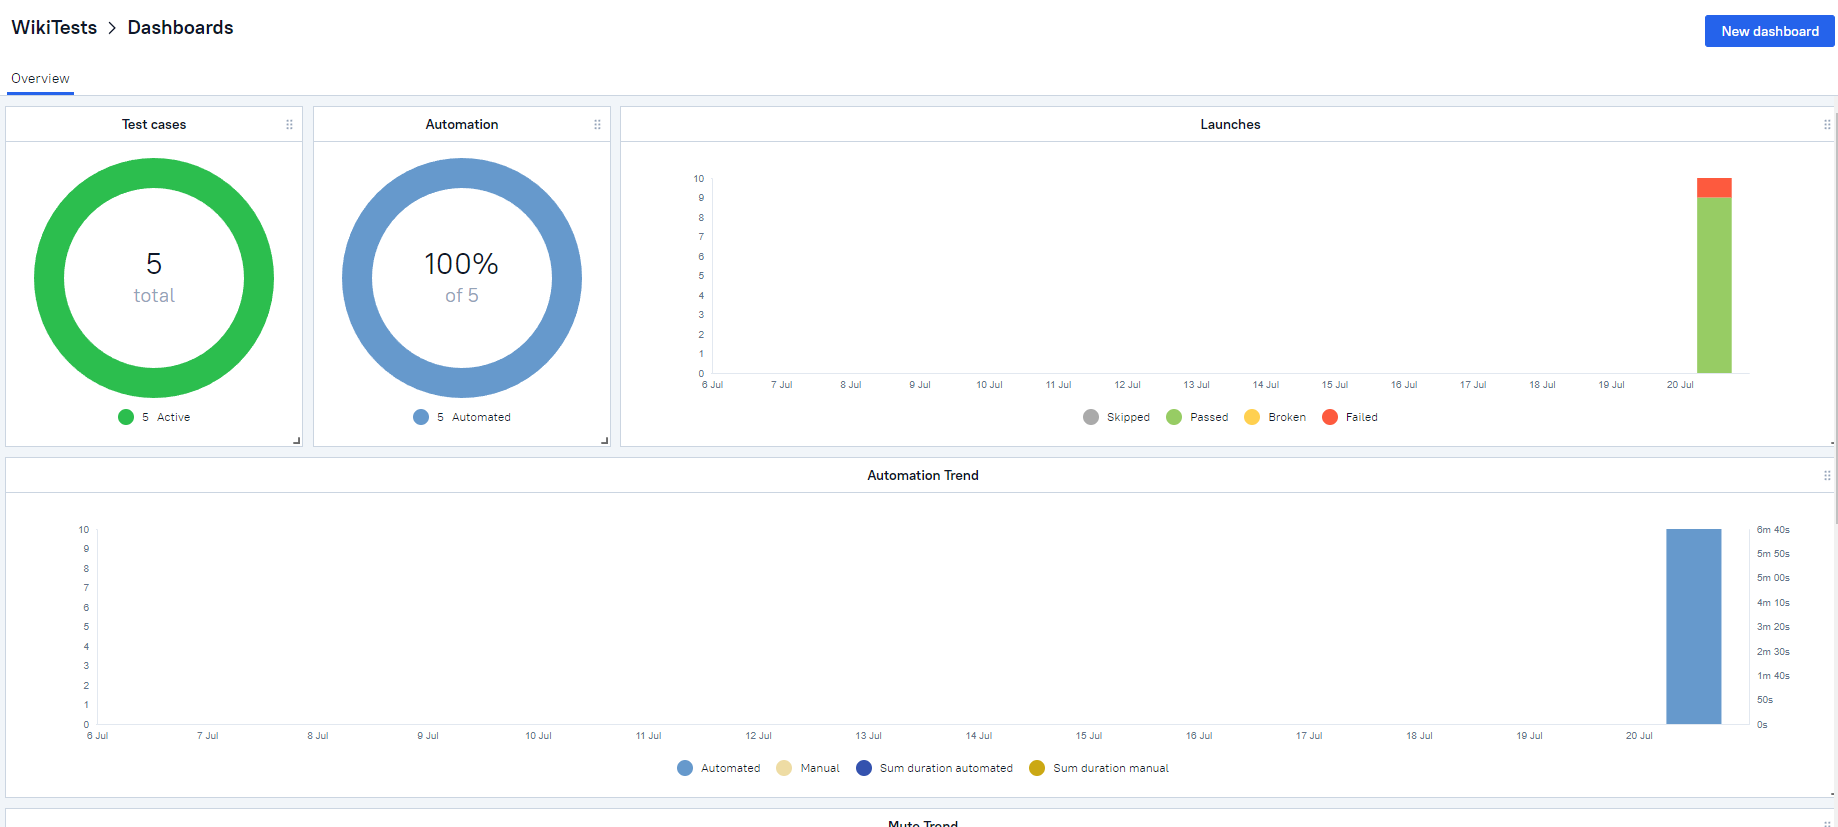 WikiTests > Dashboards
New dashboard
Overview
Test cases
5
total
5 Active
Automation
100%
of 5
5 Automated
Launches
10
9
8
7
6
5
4
3
2
1
0
6 Jul 7 Jul 8 Jul 9 Jul 10 Jul 11 Jul 12 Jul 13 Jul 14 Jul 15 Jul 16 Jul 17 Jul 18 Jul 19 Jul 20 Jul
Skipped Passed Broken Failed
Automation Trend
10
9
8
7
6
5
4
3
2
1
0
6m 40s
5m 50s
5m 00s
4m 10s
3m 20s
2m 30s
1m 40s
50s
0s
6 Jul 7 Jul 8 Jul 9 Jul 10 Jul 11 Jul 12 Jul 13 Jul 14 Jul 15 Jul 16 Jul 17 Jul 18 Jul 19 Jul 20 Jul
Automated Manual Sum duration automated Sum duration manual
Mute Trend